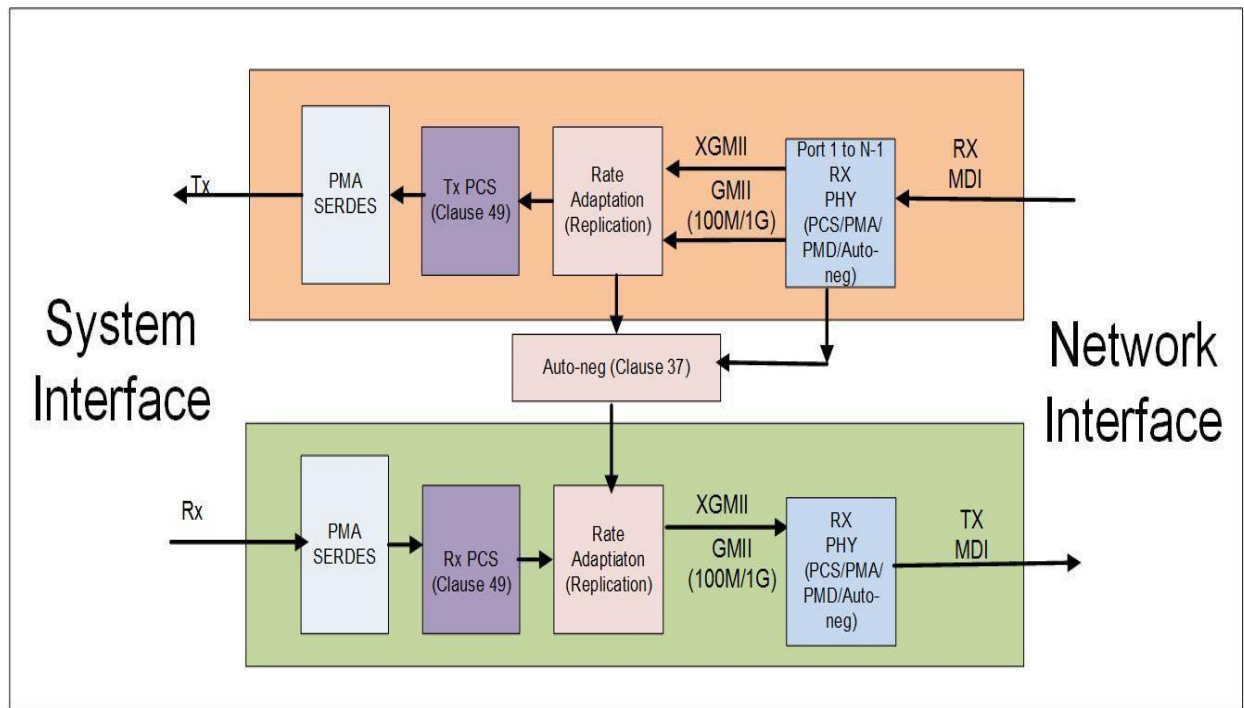 System
Interface
Tx
PMA
SERDES
Tx PCS
(Clause 49)
Rate
Adaptation
(Replication)
XGMII
GMII
(100M/1G)
Port 1 to N-1
RX
PHY
(PCS/PMA/
PMD/Auto-
neg)
RX
MDI
Auto-neg (Clause 37)
Network
Interface
Rx
PMA
SERDES
Rx PCS
(Clause 49)
Rate
Adaptiaton
(Replication)
XGMII
GMII
(100M/1G)
RX
PHY
(PCS/PMA/
PMD/Auto-
neg)
TX
MDI